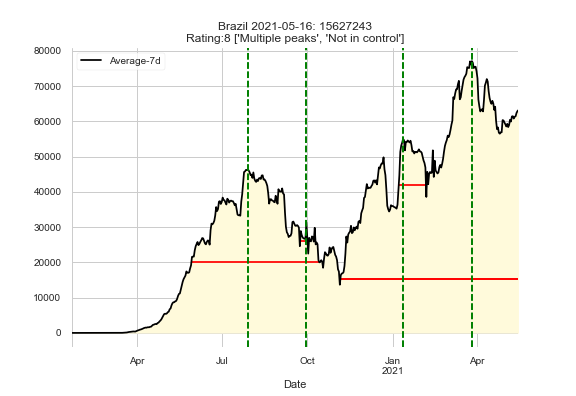 Brazil 2021-05-16: 15627243
Rating:8 ['Multiple peaks', 'Not in control']
80000
Average-7d
70000
60000
50000
40000
30000
20000
10000
0
Apr Jul Oct Jan Apr
2021
Date